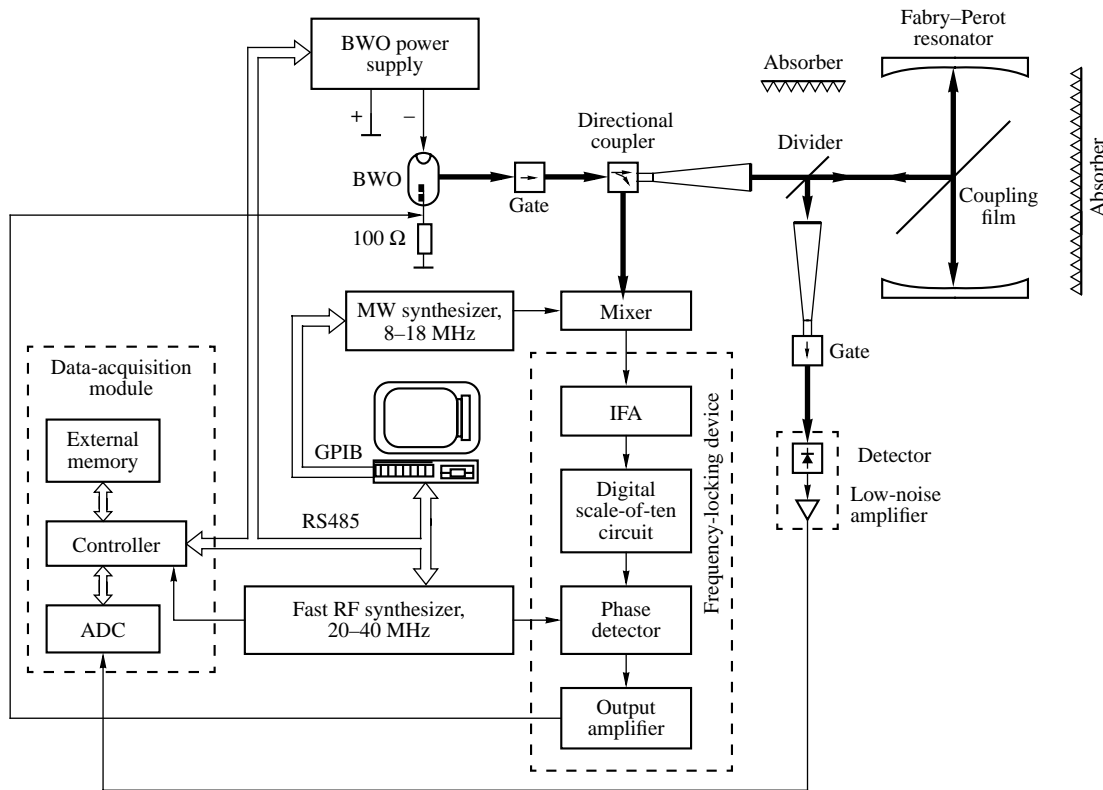 BWO power
supply
+
–
Fabry–Perot
resonator
Absorber
Directional
coupler
Divider
BWO
Gate
Coupling
film
Absorber
100 Ω
MW synthesizer,
8–18 MHz
Mixer
Gate
Data-acquisition
module
IFA
External
memory
GPIB
Detector
Digital
scale-of-ten
circuit
Low-noise
amplifier
Frequency-locking device
RS485
Controller
Fast RF synthesizer,
20–40 MHz
Phase
detector
ADC
Output
amplifier